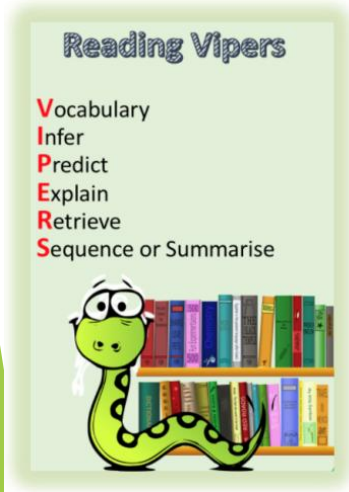 Reading Vipers
Vocabulary
Infer
Predict
Explain
Retrieve
Sequence or Summarise